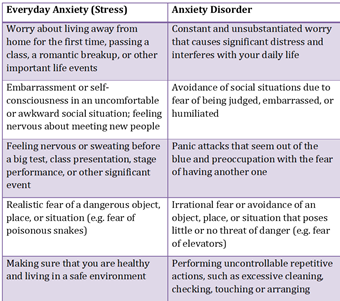 Everyday Anxiety (Stress)
Anxiety Disorder
Worry about living away from
home for the first time, passing a
class, a romantic breakup, or other
important life events
Constant and unsubstantiated worry
that causes significant distress and
interferes with your daily life
Embarrassment or self-
consciousness in an uncomfortable
or awkward social situation; feeling
nervous about meeting new people
Avoidance of social situations due to
fear of being judged, embarrassed, or
humiliated
Feeling nervous or sweating before
a big test, class presentation, stage
performance, or other significant
event
Panic attacks that seem out of the
blue and preoccupation with the fear
of having another one
Realistic fear of a dangerous object,
place, or situation (e.g. fear of
poisonous snakes)
Irrational fear or avoidance of an
object, place, or situation that poses
little or no threat of danger (e.g. fear
of elevators)
Making sure that you are healthy
and living in a safe environment
Performing uncontrollable repetitive
actions, such as excessive cleaning,
checking, touching or arranging